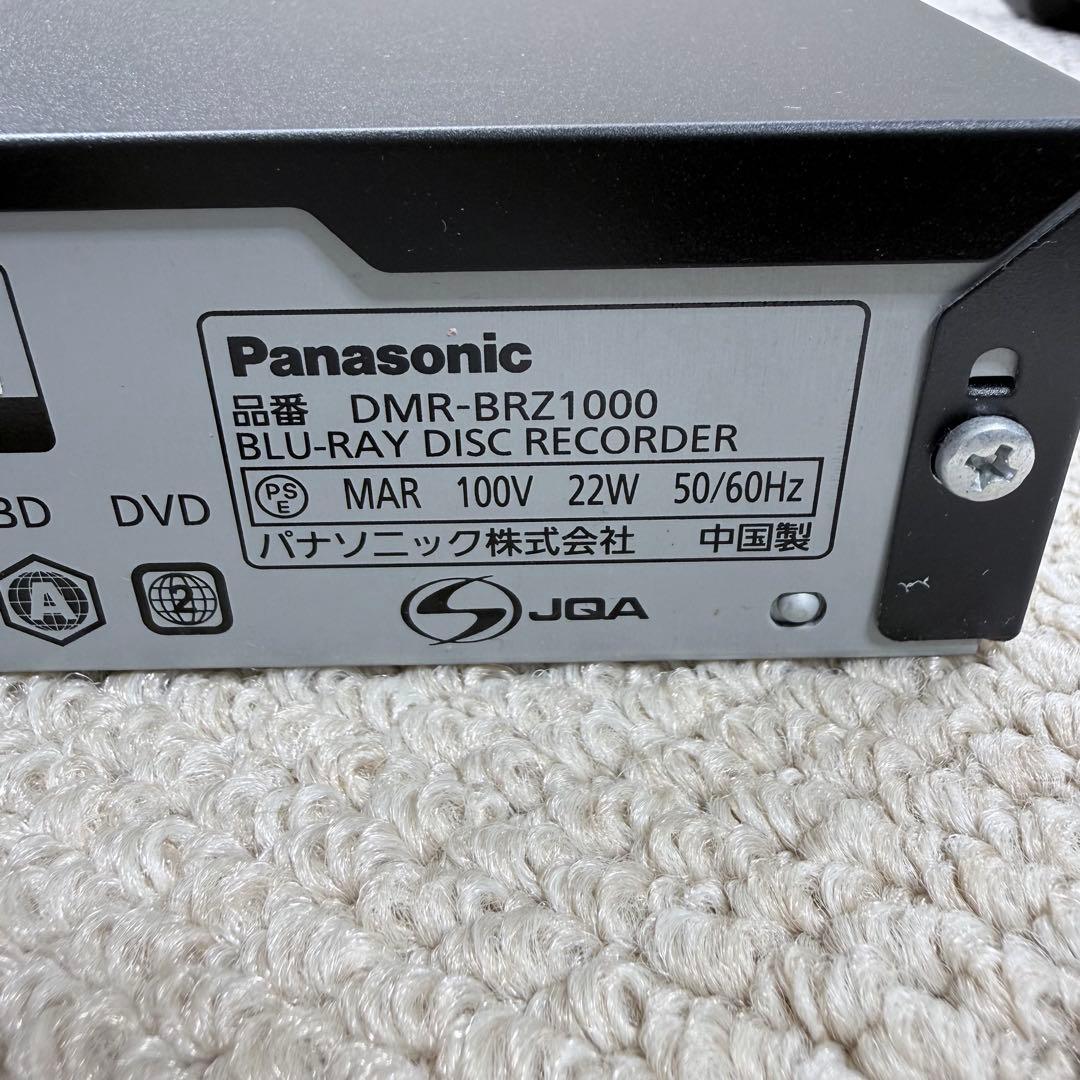 Panasonic
品番 DMR-BRZ1000
BLU-RAY DISC RECORDER
PSE MAR 100V 22W 50/60Hz
パナソニック株式会社 中国製
BD DVD
A 2
JQA